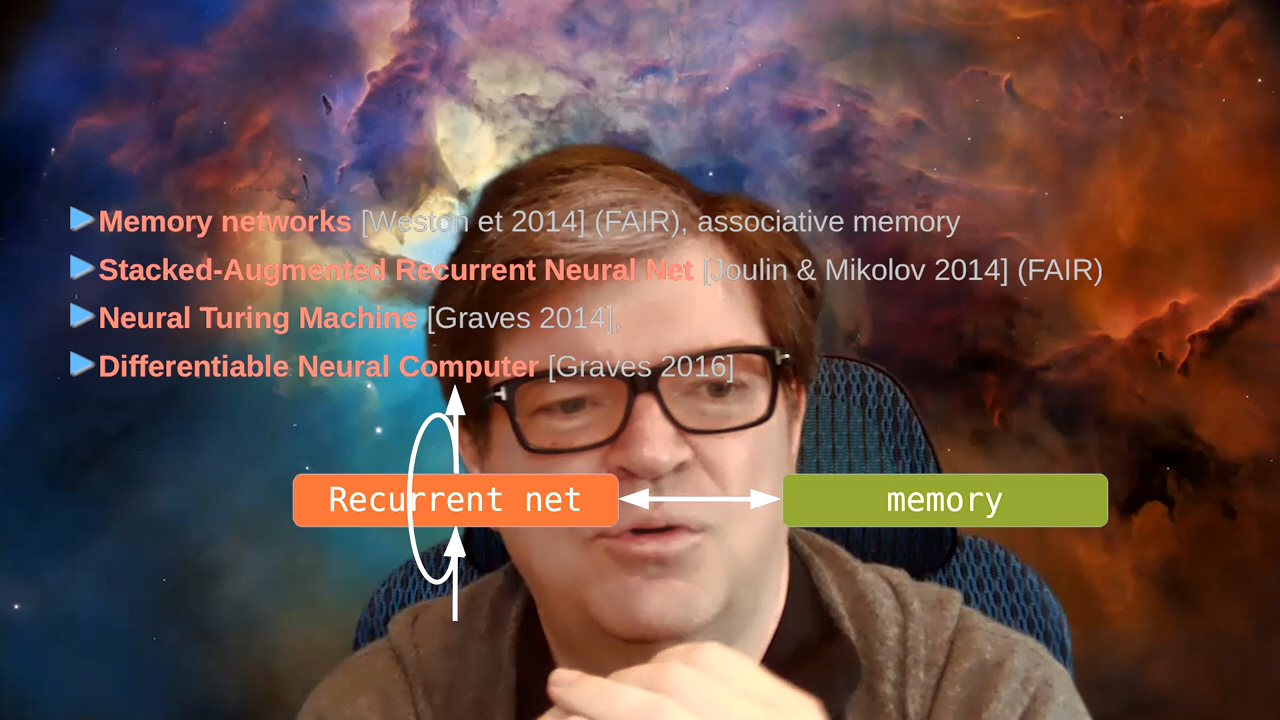 Memory networks [Weston et 2014] (FAIR), associative memory
Stacked-Augmented Recurrent Neural Net [Joulin & Mikolov 2014] (FAIR)
Neural Turing Machine [Graves 2014],
Differentiable Neural Computer [Graves 2016]
Recurrent net
memory